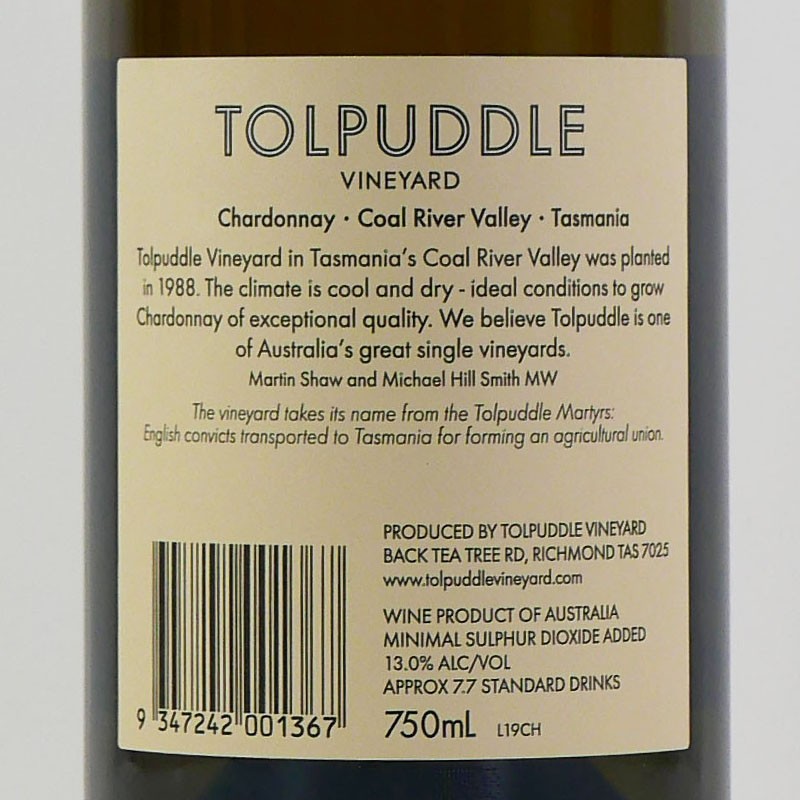 TOLPUDDLE
VINEYARD
Chardonnay · Coal River Valley · Tasmania
Tolpuddle Vineyard in Tasmania's Coal River Valley was planted
in 1988. The climate is cool and dry - ideal conditions to grow
Chardonnay of exceptional quality. We believe Tolpuddle is one
of Australia's great single vineyards.
Martin Shaw and Michael Hill Smith MW
The vineyard takes its name from the Tolpuddle Martyrs:
English convicts transported to Tasmania for forming an agricultural union.
PRODUCED BY TOLPUDDLE VINEYARD
BACK TEA TREE RD, RICHMOND TAS 7025
www.tolpuddlevineyard.com
WINE PRODUCT OF AUSTRALIA
MINIMAL SULPHUR DIOXIDE ADDED
13.0% ALC/VOL
APPROX 7.7 STANDARD DRINKS
750mL L19CH
9 347242 001367